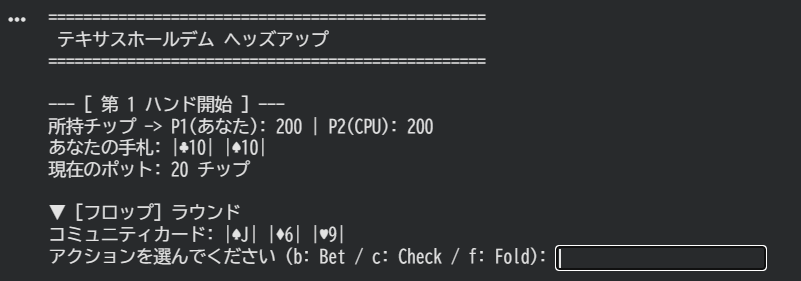 •••
==================================================
テキサスホールデム ヘッズアップ
==================================================
--- [ 第 1 ハンド開始 ] ---
所持チップ -> P1(あなた): 200 | P2(CPU): 200
あなたの手札: |♣10| |♠10|
現在のポット: 20 チップ
▼ [フロップ] ラウンド
コミュニティカード: |♠J| |♦6| |♥9|
アクションを選んでください (b: Bet / c: Check / f: Fold):